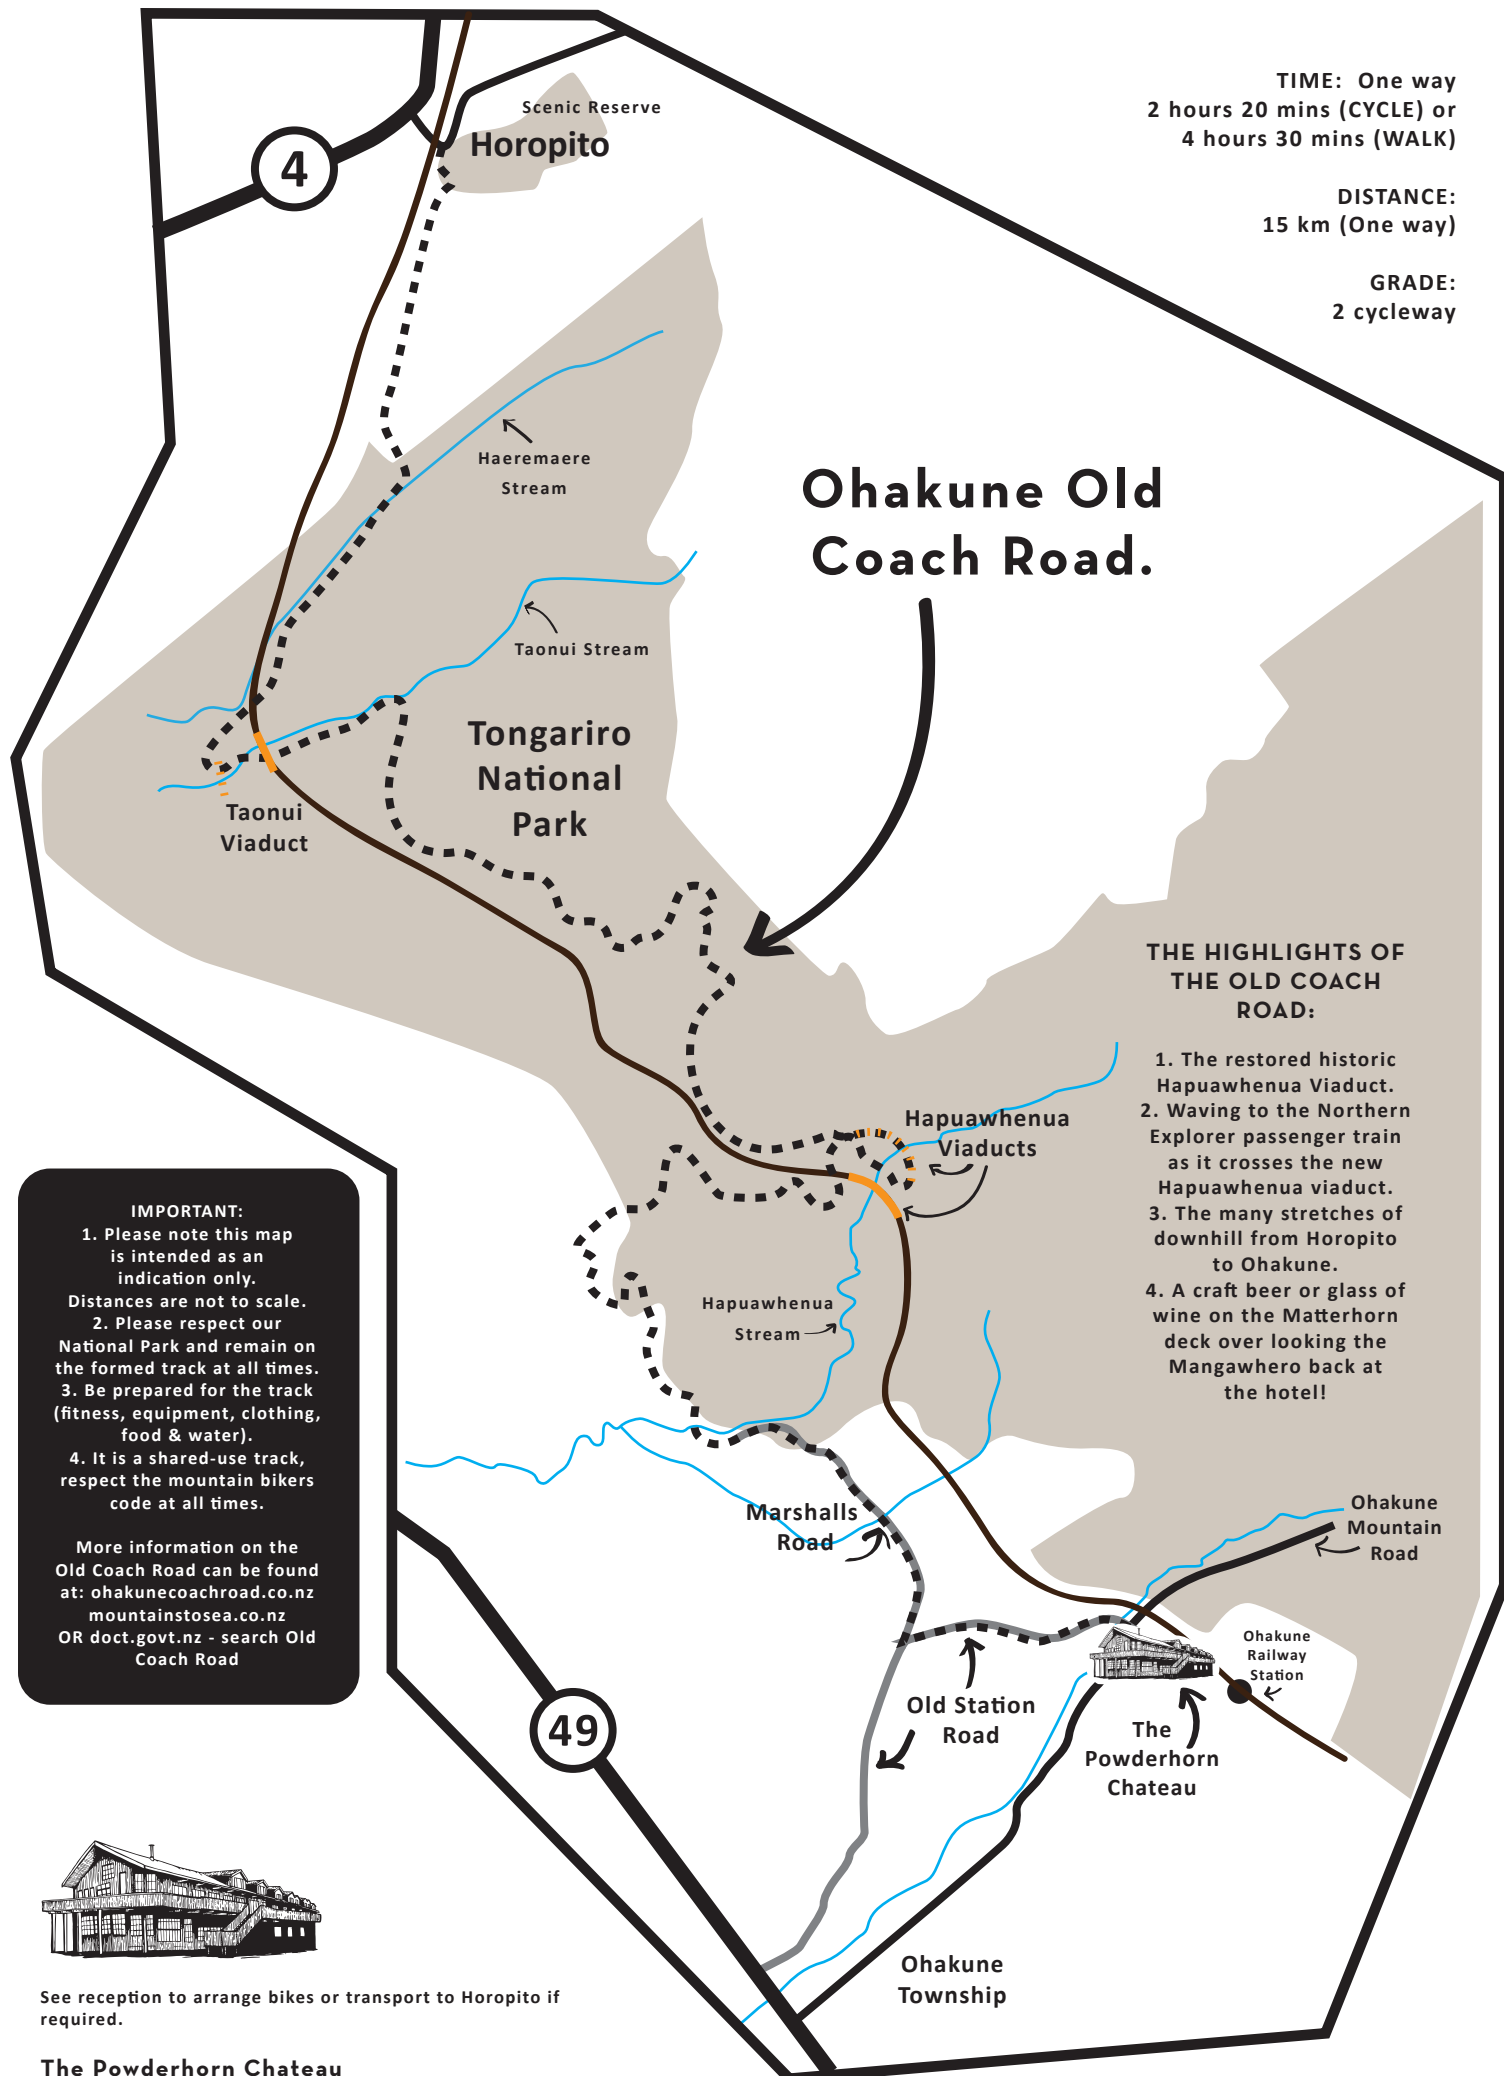 TIME: One way
2 hours 20 mins (CYCLE) or
4 hours 30 mins (WALK)
DISTANCE:
15 km (One way)
GRADE:
2 cycleway
Scenic Reserve
Horopito
4
Haeremaere
Stream
Ohakune Old
Coach Road.
Taonui Stream
Tongariro
National
Park
Taonui
Viaduct
THE HIGHLIGHTS OF
THE OLD COACH
ROAD:
1. The restored historic
Hapuawhenua Viaduct.
2. Waving to the Northern
Explorer passenger train
as it crosses the new
Hapuawhenua viaduct.
3. The many stretches of
downhill from Horopito
to Ohakune.
4. A craft beer or glass of
wine on the Matterhorn
deck over looking the
Mangawhero back at
the hotel!
Hapuawhenua
Viaducts
IMPORTANT:
1. Please note this map
is intended as an
indication only.
Distances are not to scale.
2. Please respect our
National Park and remain on
the formed track at all times.
3. Be prepared for the track
(fitness, equipment, clothing,
food & water).
4. It is a shared-use track,
respect the mountain bikers
code at all times.
More information on the
Old Coach Road can be found
at: ohakunecoachroad.co.nz
mountainstosea.co.nz
OR doct.govt.nz - search Old
Coach Road
Hapuawhenua
Stream
Marshalls
Road
Ohakune
Mountain
Road
Ohakune
Railway
Station
Old Station
Road
The
Powderhorn
Chateau
49
Ohakune
Township
See reception to arrange bikes or transport to Horopito if
required.
The Powderhorn Chateau